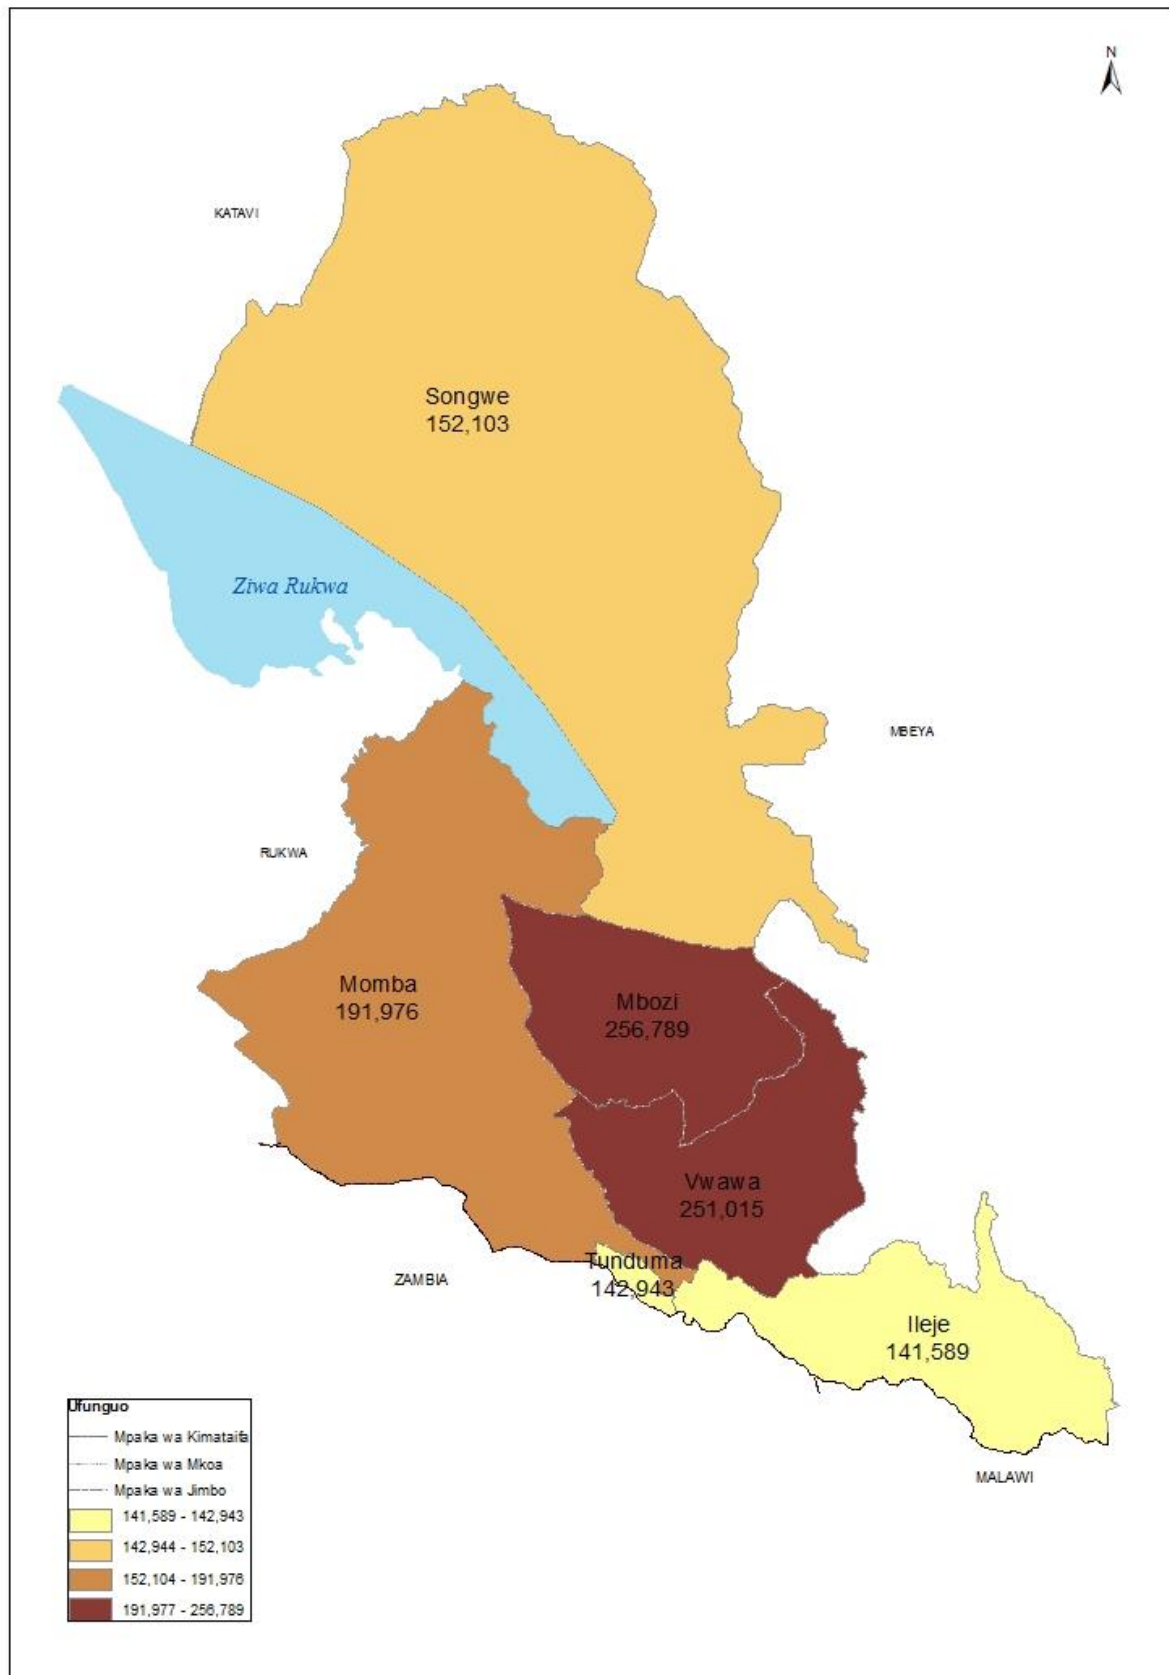 N
KATAVI
Songwe
152,103
Ziwa Rukwa
MBEYA
RUKWA
Momba
191,976
Mbozi
256,789
Vwawa
251,015
Tunduma
142,943
ZAMBIA
Ileje
141,589
MALAWI
Ufunguo
Mpaka wa Kimataifa
Mpaka wa Mkoa
Mpaka wa Jimbo
141,589 - 142,943
142,944 - 152,103
152,104 - 191,976
191,977 - 256,789